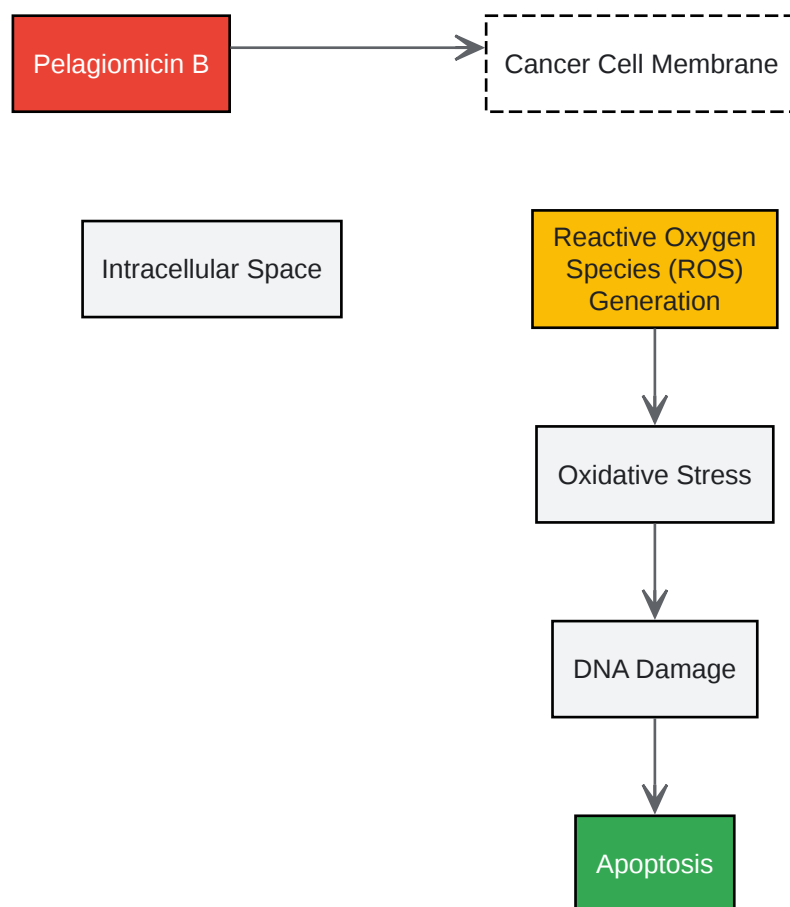 Pelagiomicin B
Cancer Cell Membrane
Intracellular Space
Reactive Oxygen
Species (ROS)
Generation
Oxidative Stress
DNA Damage
Apoptosis